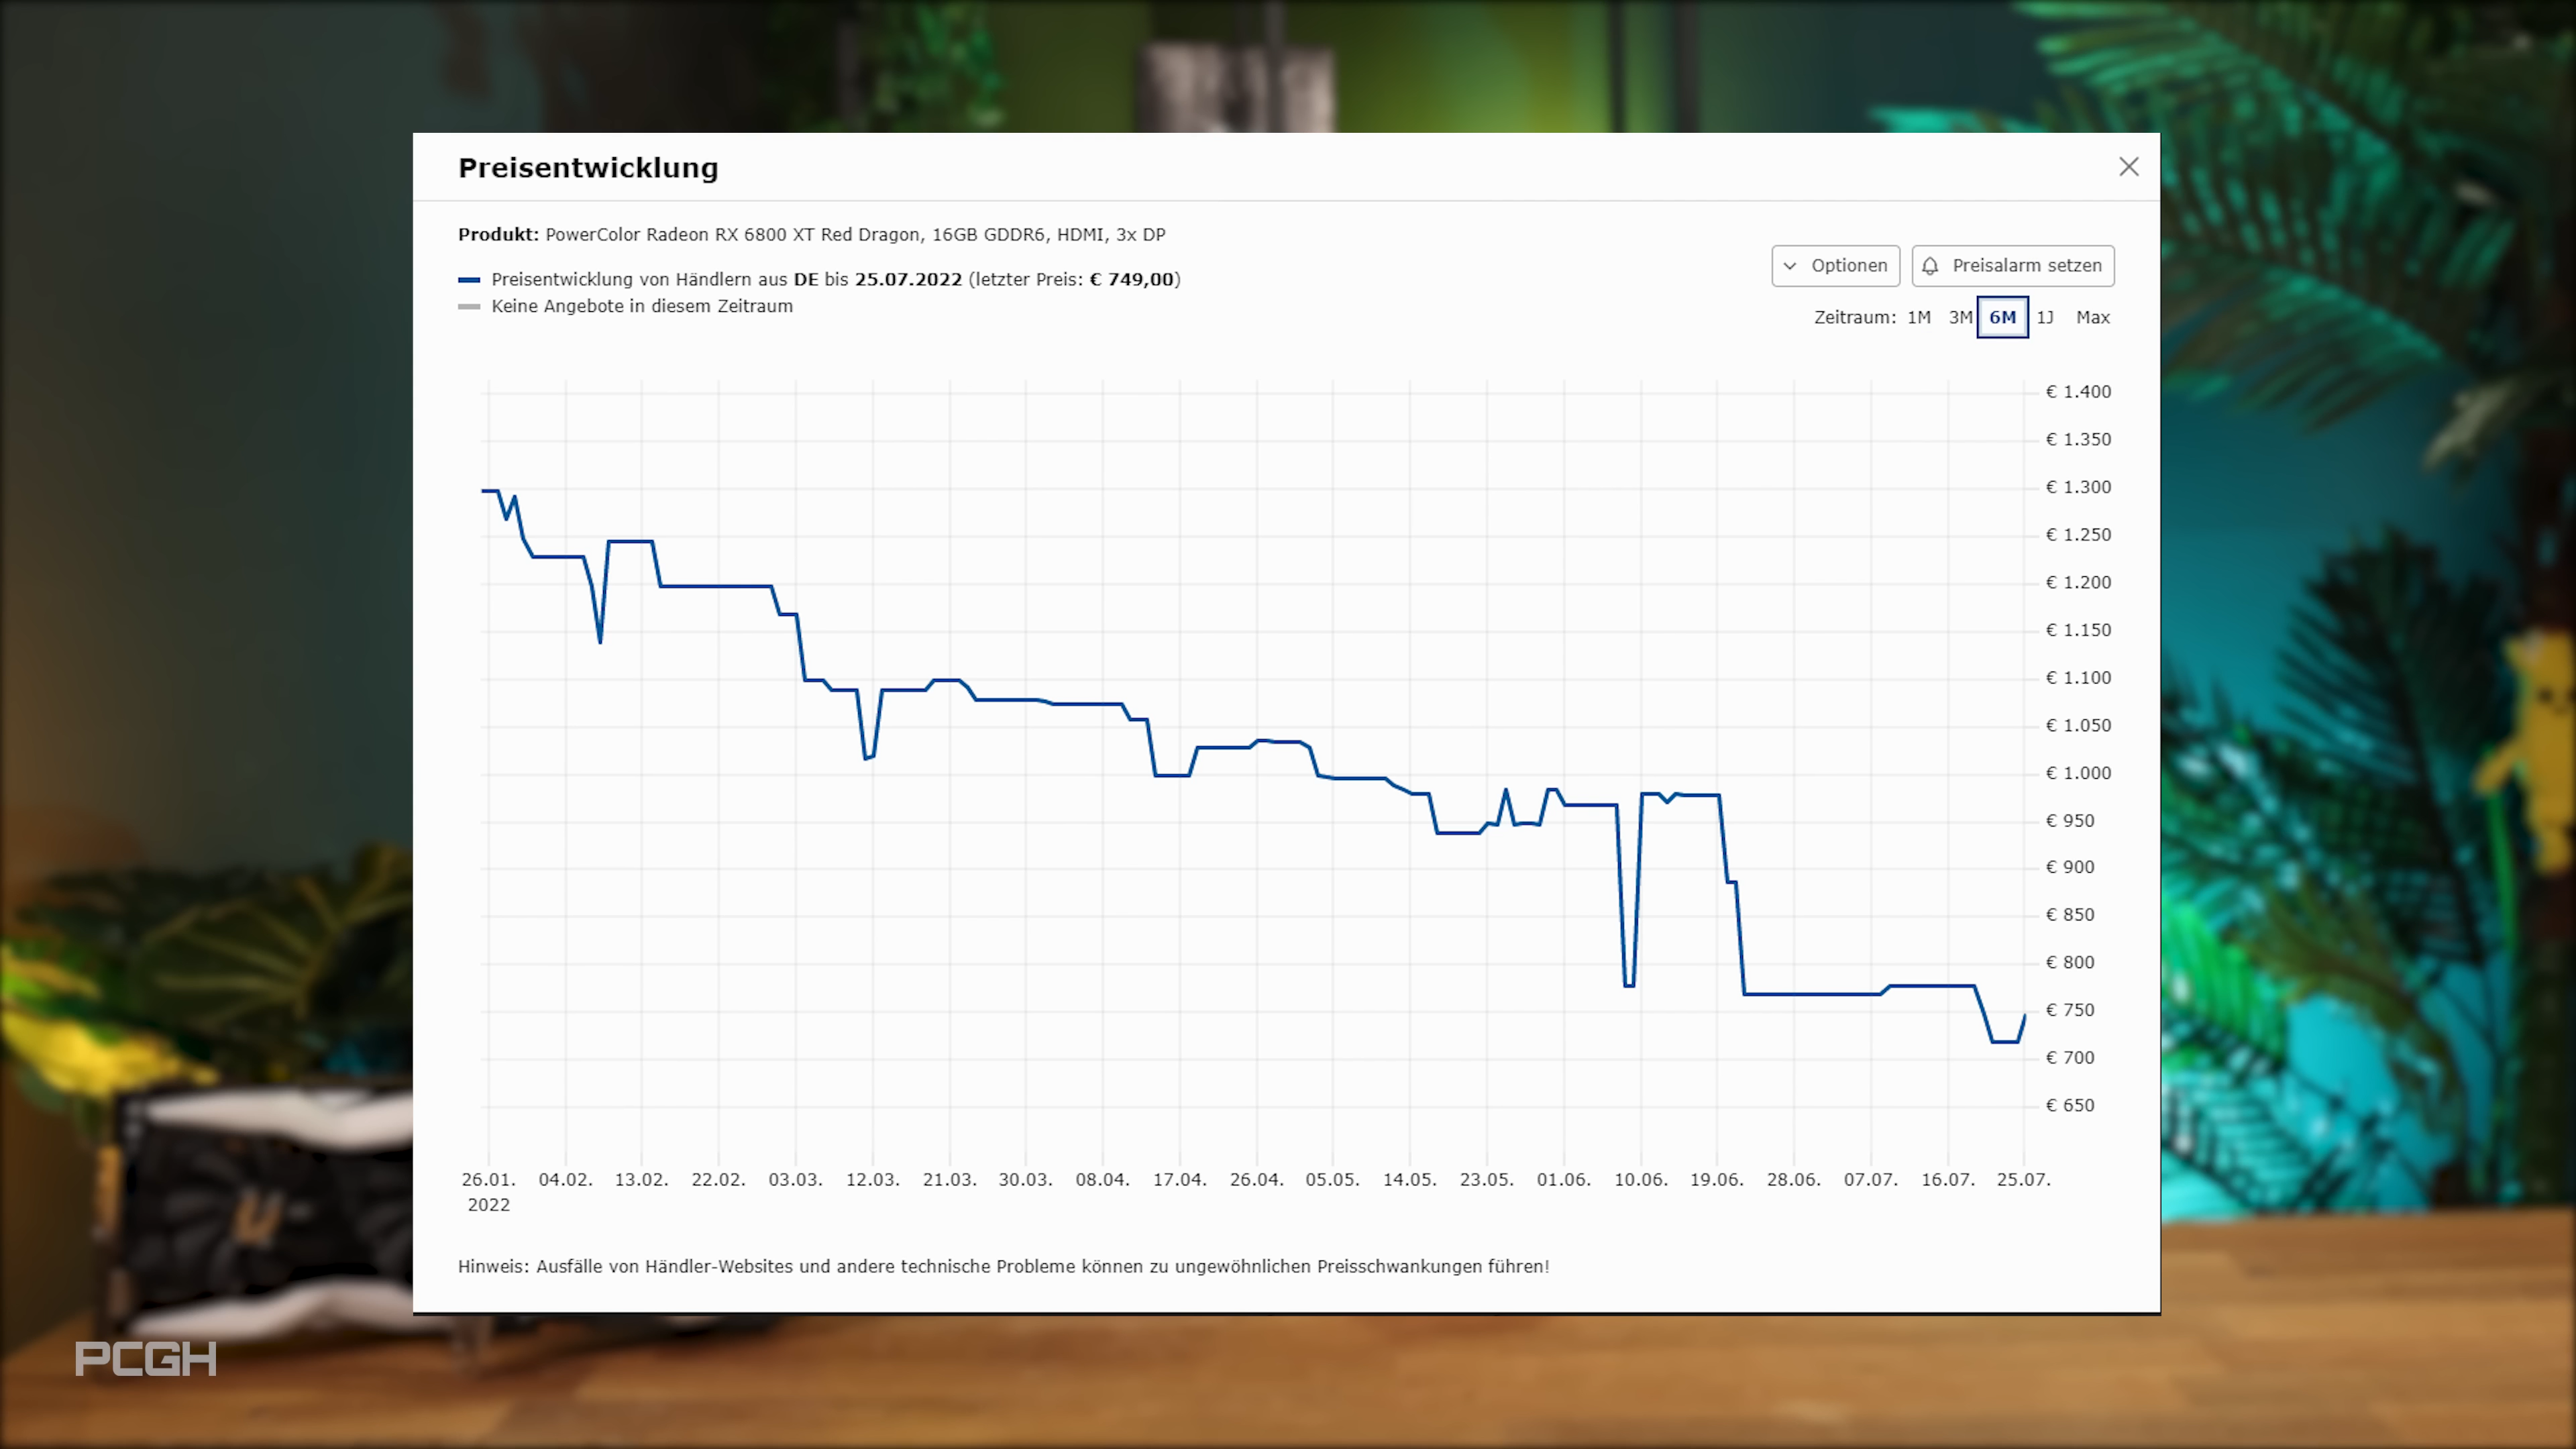 Preisentwicklung
Produkt: PowerColor Radeon RX 6800 XT Red Dragon, 16GB GDDR6, HDMI, 3x DP
Preisentwicklung von Händlern aus DE bis 25.07.2022 (letzter Preis: € 749,00)
Keine Angebote in diesem Zeitraum
Optionen
Preisalarm setzen
Zeitraum: 1M 3M 6M 1J Max
€ 1.400
€ 1.350
€ 1.300
€ 1.250
€ 1.200
€ 1.150
€ 1.100
€ 1.050
€ 1.000
€ 950
€ 900
€ 850
€ 800
€ 750
€ 700
€ 650
26.01. 04.02. 13.02. 22.02. 03.03. 12.03. 21.03. 30.03. 08.04. 17.04. 26.04. 05.05. 14.05. 23.05. 01.06. 10.06. 19.06. 28.06. 07.07. 16.07. 25.07.
2022
Hinweis: Ausfälle von Händler-Websites und andere technische Probleme können zu ungewöhnlichen Preisschwankungen führen!
PCGH